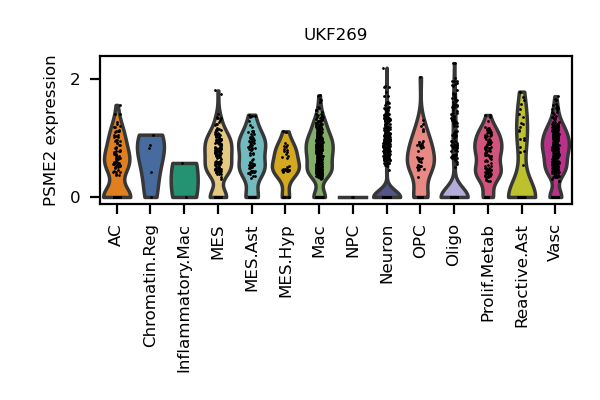 UKF269
PSME2 expression
2
0
AC
Chromatin.Reg
Inflammatory.Mac
MES
MES.Ast
MES.Hyp
Mac
NPC
Neuron
OPC
Oligo
Prolif.Metab
Reactive.Ast
Vasc